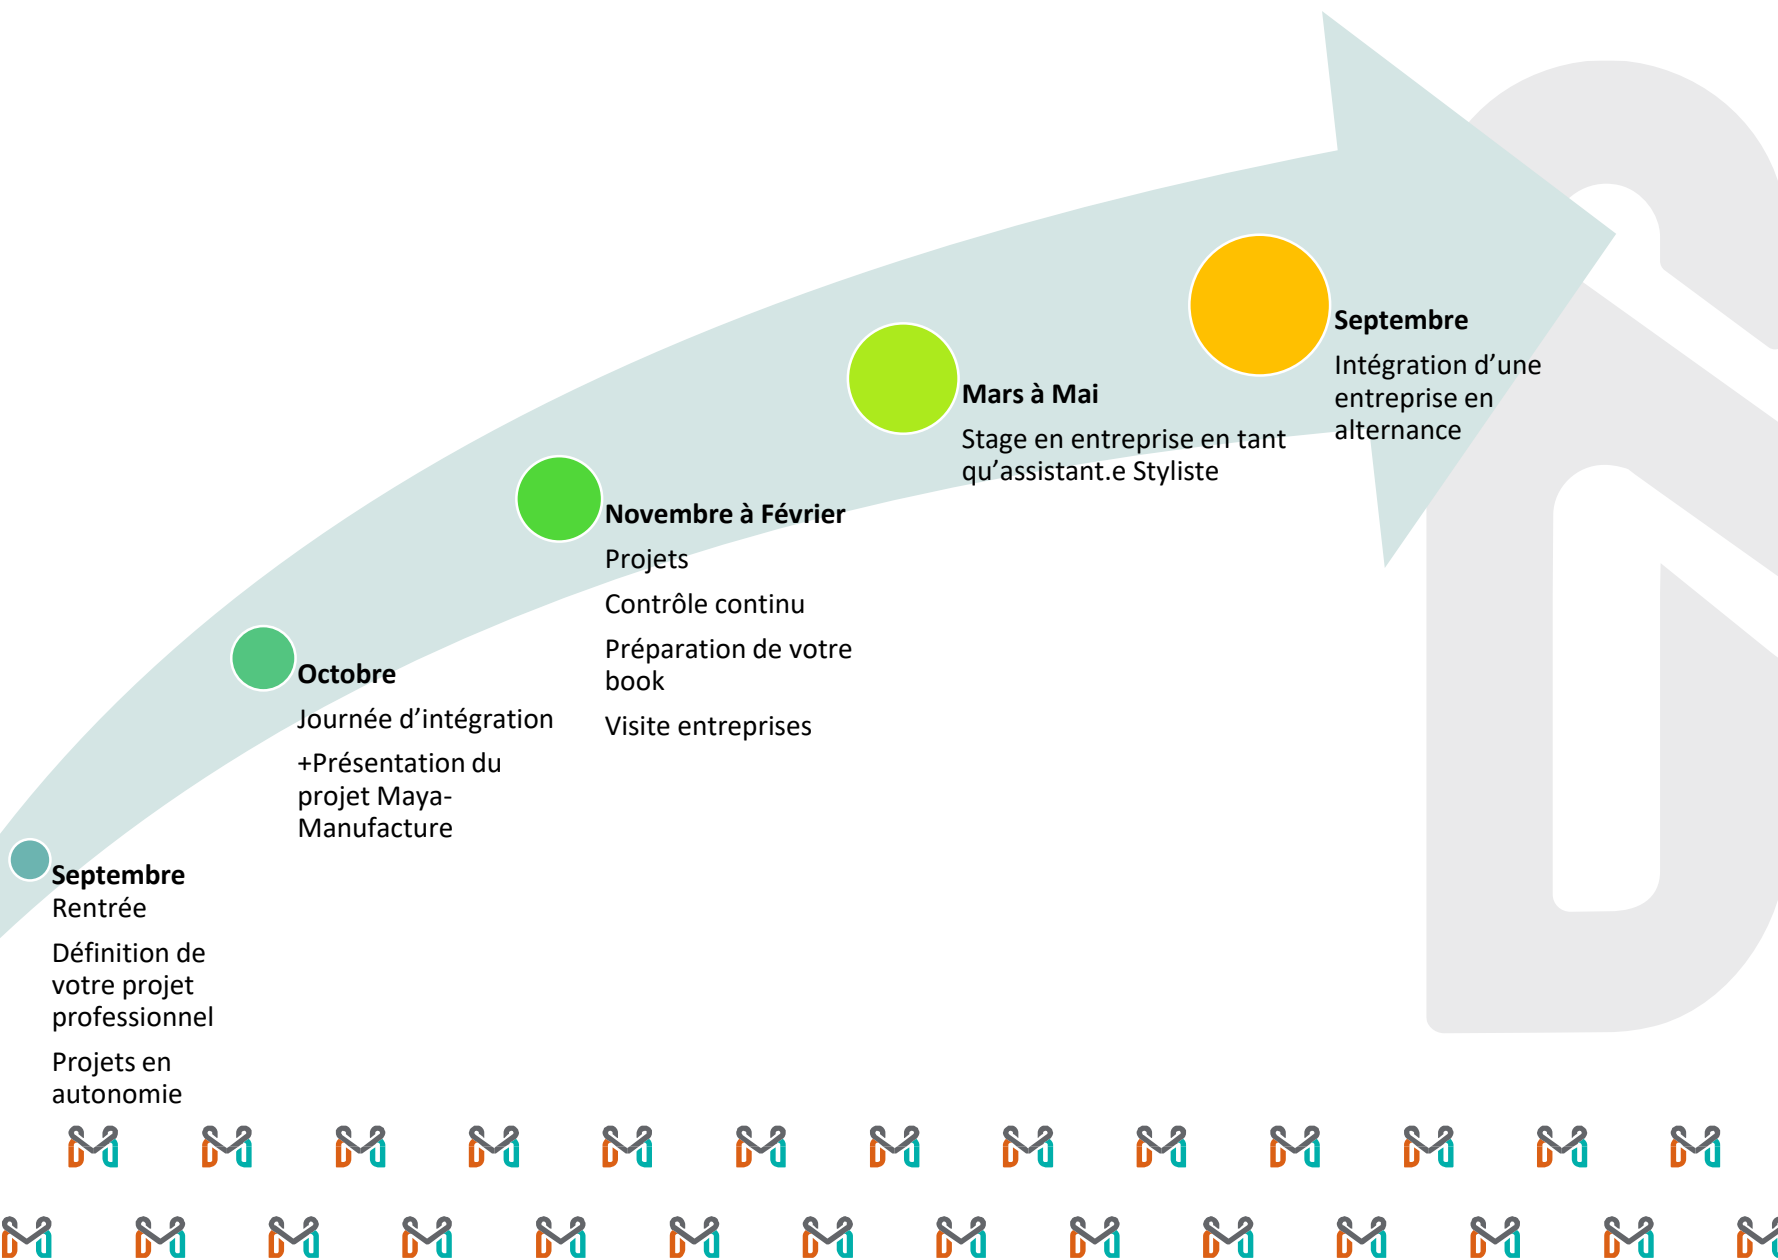 Septembre
Rentrée
Définition de
votre projet
professionnel
Projets en
autonomie
Octobre
Journée d’intégration
+Présentation du
projet Maya-
Manufacture
Novembre à Février
Projets
Contrôle continu
Préparation de votre
book
Visite entreprises
Mars à Mai
Stage en entreprise en tant
qu’assistant.e Styliste
Septembre
Intégration d’une
entreprise en
alternance